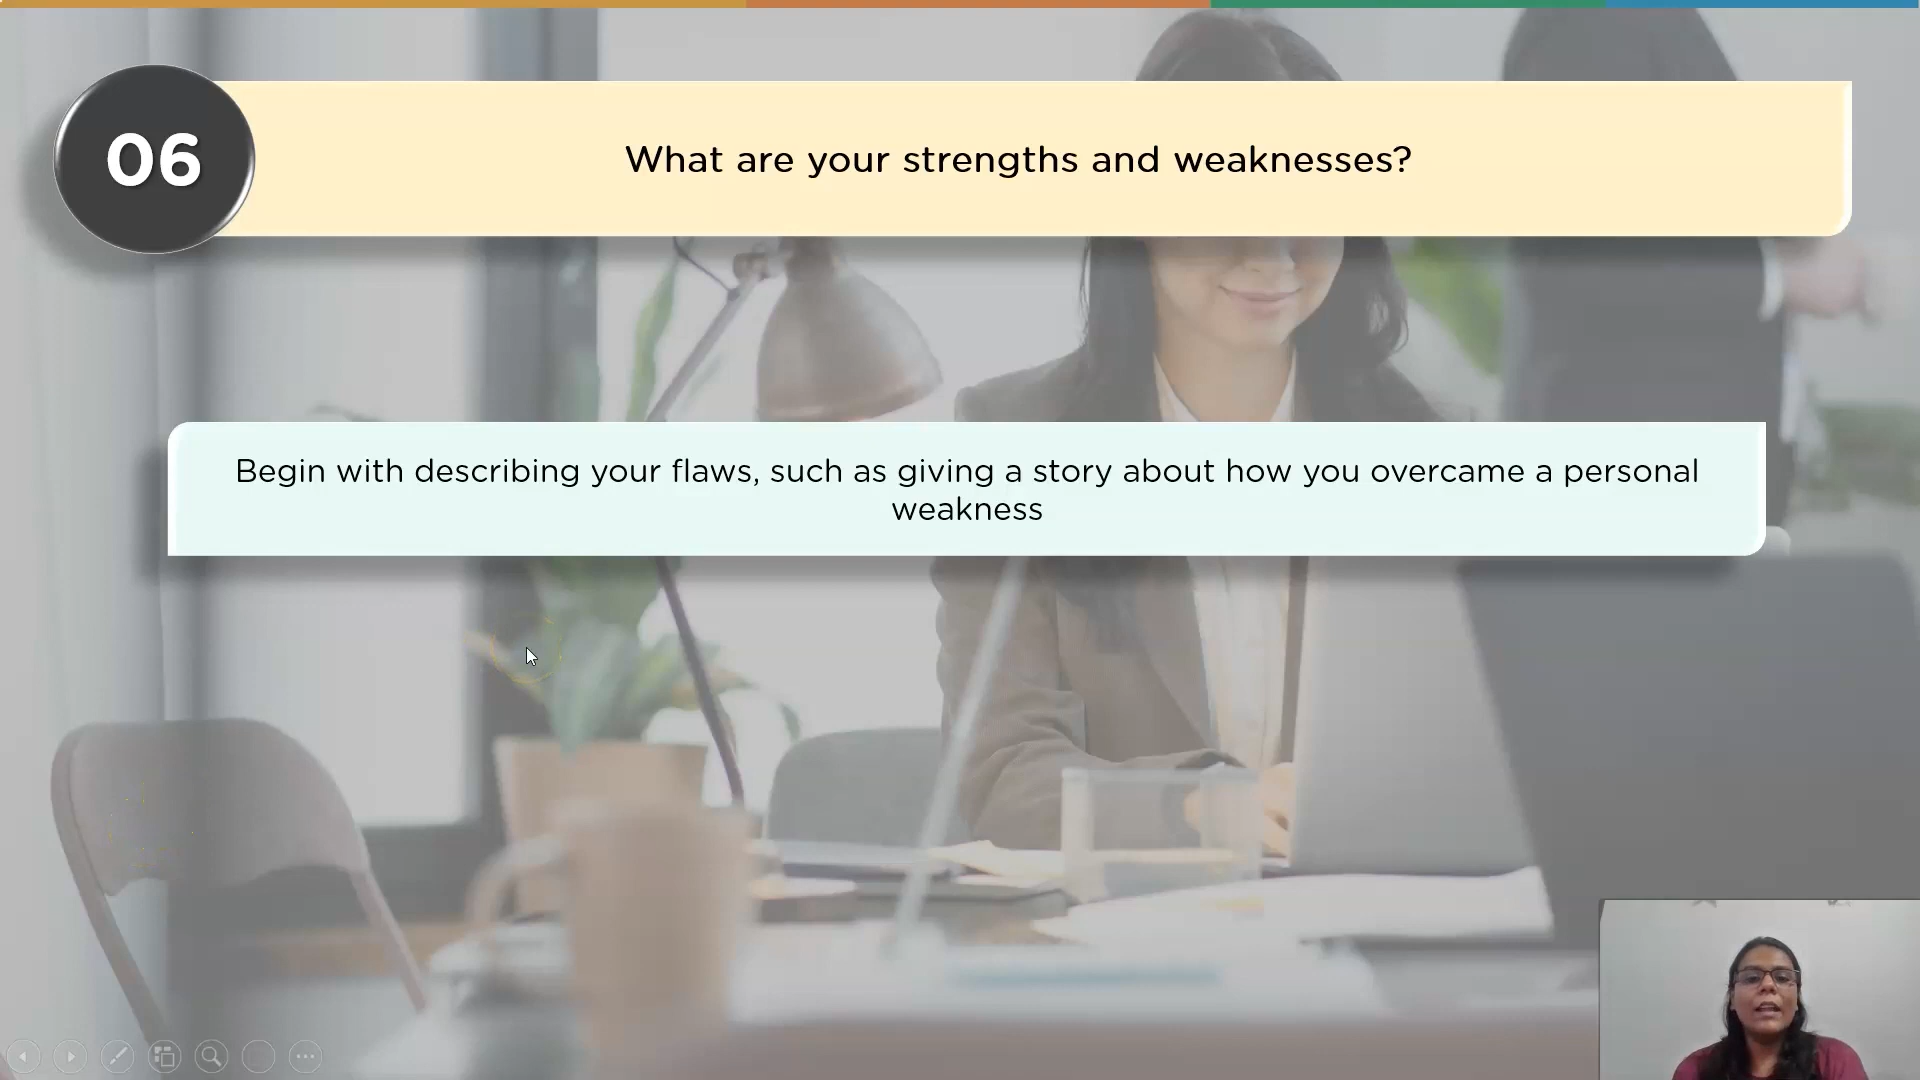 06
What are your strengths and weaknesses?
Begin with describing your flaws, such as giving a story about how you overcame a personal
weakness